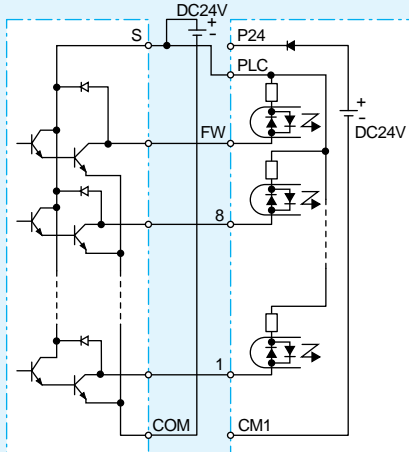 DC24V
+
-
S
P24
PLC
+
-
DC24V
FW
8
1
COM
CM1